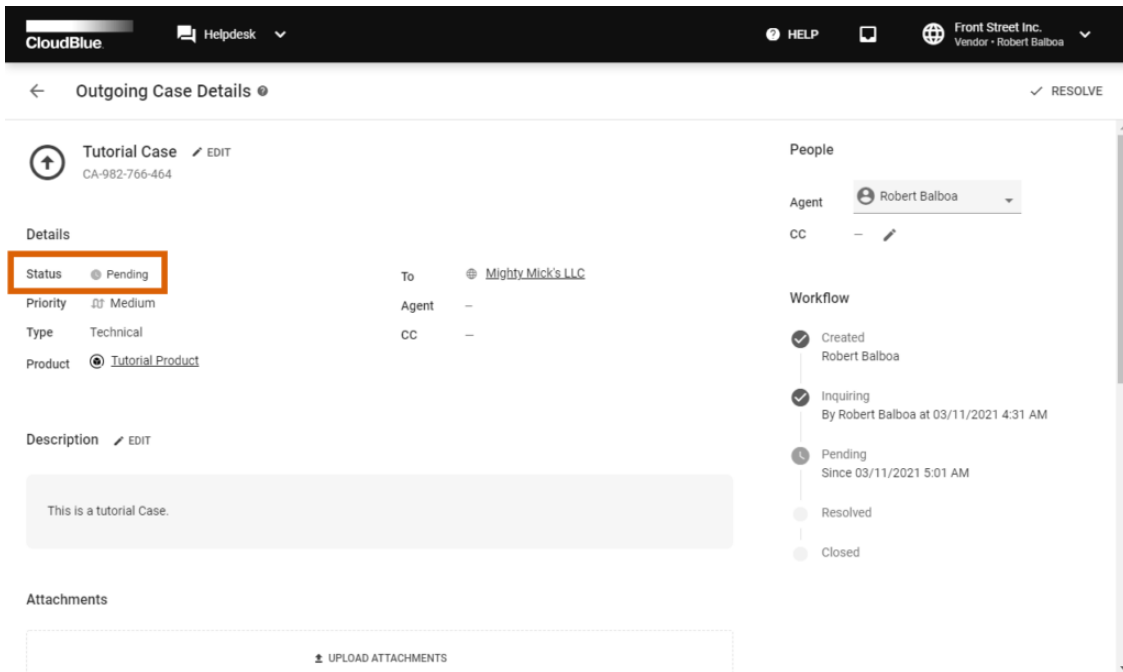 CloudBlue.
Helpdesk
HELP
Front Street Inc.
Vendor • Robert Balboa
Outgoing Case Details
RESOLVE
Tutorial Case
EDIT
CA-982-766-464
Details
Status
Pending
Priority
Medium
Type
Technical
Product
Tutorial Product
To
Mighty Mick's LLC
Agent
–
CC
–
Description
EDIT
This is a tutorial Case.
Attachments
UPLOAD ATTACHMENTS
People
Agent
Robert Balboa
CC
–
Workflow
Created
Robert Balboa
Inquiring
By Robert Balboa at 03/11/2021 4:31 AM
Pending
Since 03/11/2021 5:01 AM
Resolved
Closed